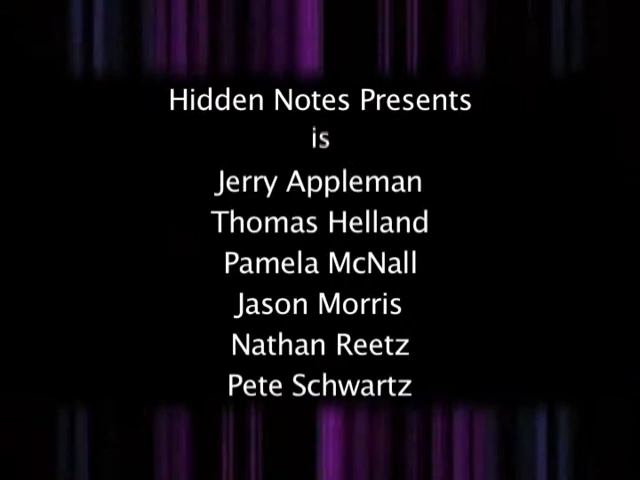 Hidden Notes Presents
is
Jerry Appleman
Thomas Helland
Pamela McNall
Jason Morris
Nathan Reetz
Pete Schwartz